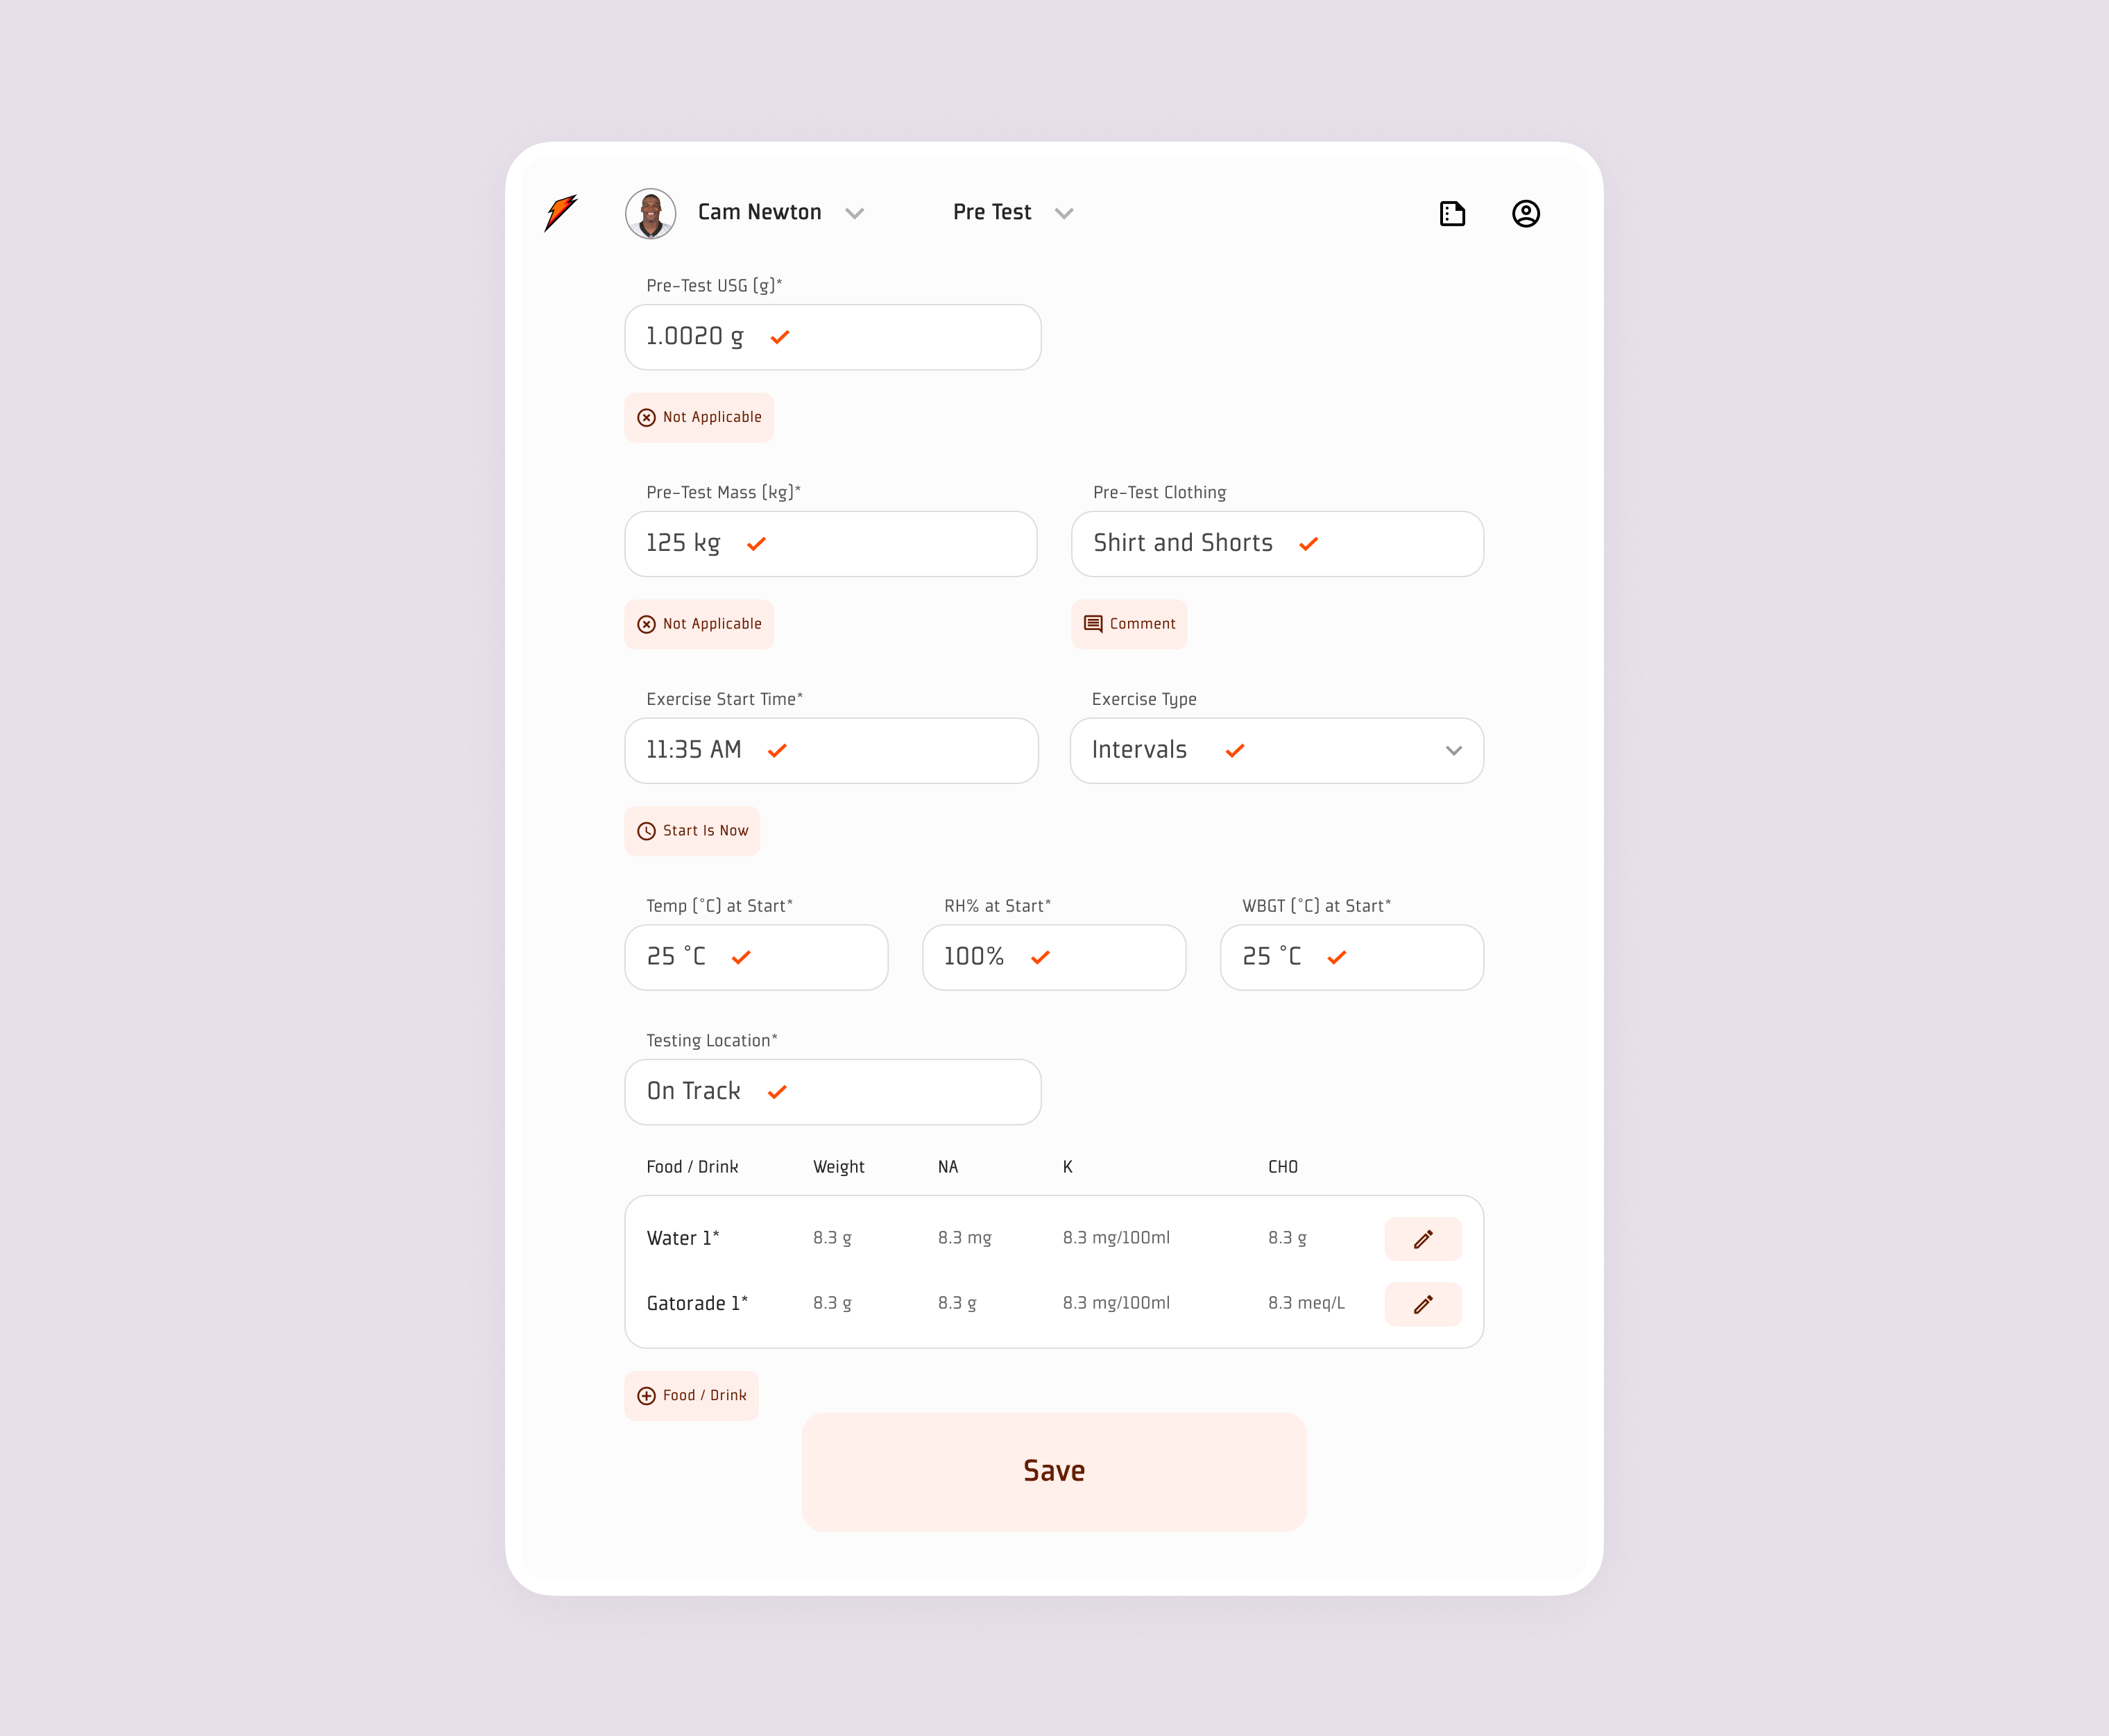 Cam Newton
Pre Test
Pre-Test USG (g)*
1.0020 g
Not Applicable
Pre-Test Mass (kg)*
Pre-Test Clothing
125 kg
Shirt and Shorts
Not Applicable
Comment
Exercise Start Time*
Exercise Type
11:35 AM
Intervals
Start Is Now
Temp (°C) at Start*
RH% at Start*
WBGT (°C) at Start*
25 °C
100%
25 °C
Testing Location*
On Track
Food / Drink Weight NA K CHO
Water 1* 8.3 g 8.3 mg 8.3 mg/100ml 8.3 g
Gatorade 1* 8.3 g 8.3 g 8.3 mg/100ml 8.3 meq/L
Food / Drink
Save